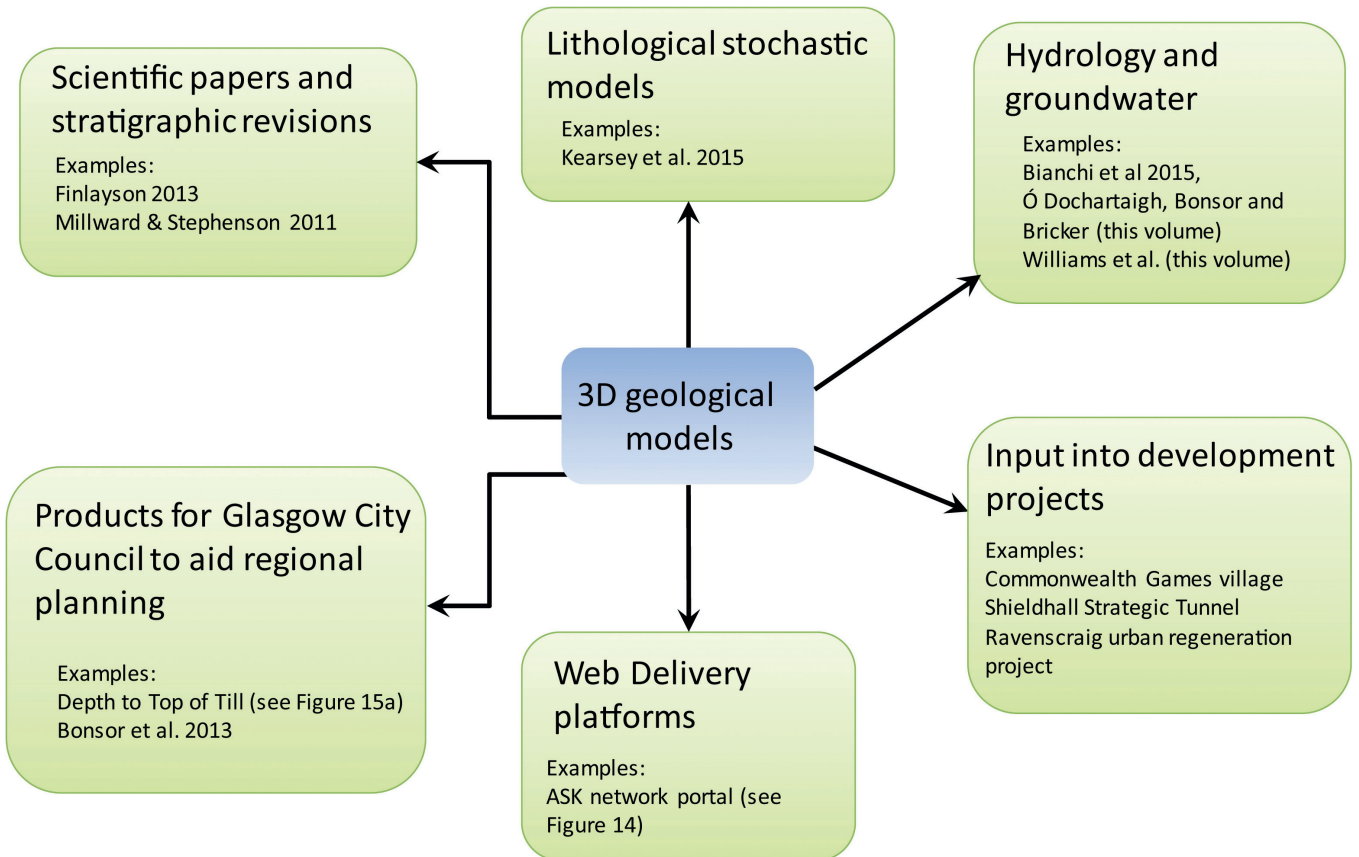 Scientific papers and
stratigraphic revisions
Examples:
Finlayson 2013
Millward & Stephenson 2011
Lithological stochastic
models
Examples:
Kearsey et al. 2015
Hydrology and
groundwater
Examples:
Bianchi et al 2015,
Ó Dochartaigh, Bonsor and
Bricker (this volume)
Williams et al. (this volume)
3D geological
models
Products for Glasgow City
Council to aid regional
planning
Examples:
Depth to Top of Till (see Figure 15a)
Bonsor et al. 2013
Web Delivery
platforms
Examples:
ASK network portal (see
Figure 14)
Input into development
projects
Examples:
Commonwealth Games village
Shieldhall Strategic Tunnel
Ravenscraig urban regeneration
project